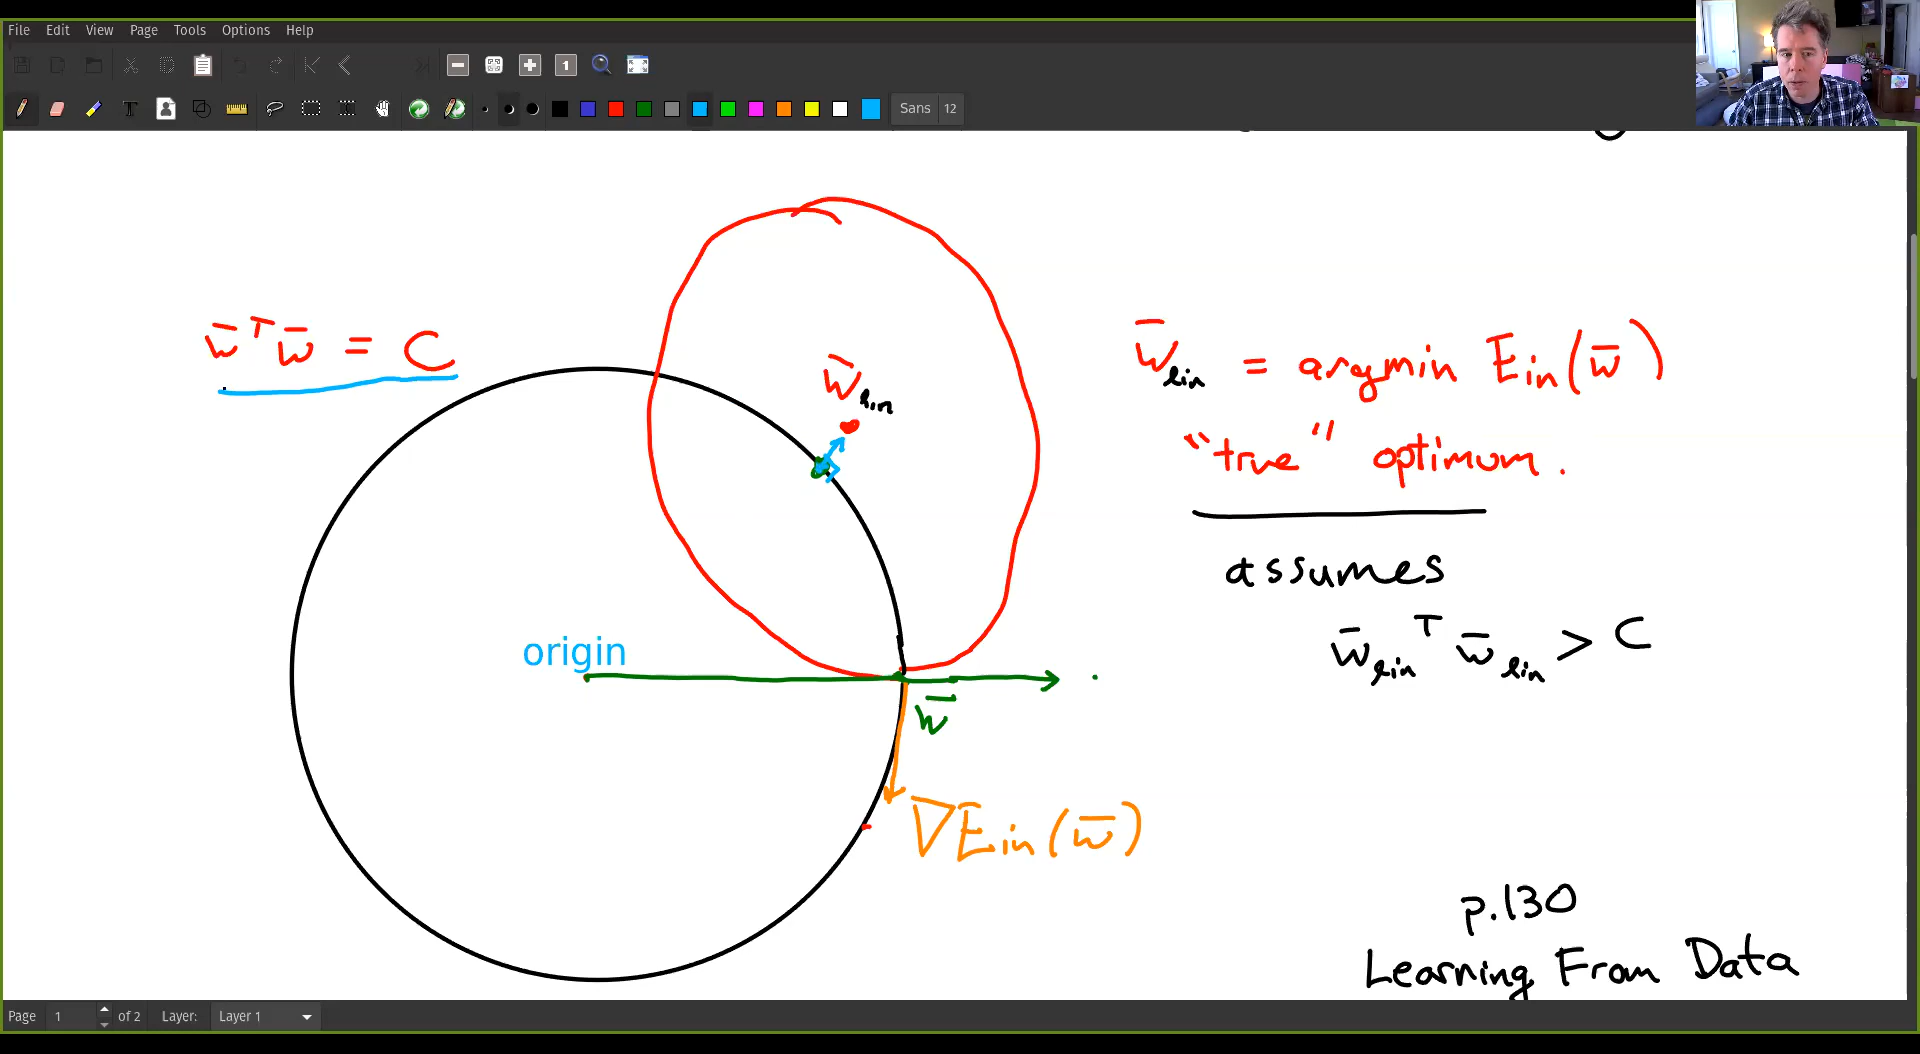 File Edit View Page Tools Options Help
Sans 12
w̄ᵀw̄ = C
w̄lin
w̄lin = argmin Ein(w̄)
"true" optimum.
assumes
w̄linᵀ w̄lin > C
origin
w̄
∇Ein(w̄)
p.130
Learning From Data
Page 1 of 2 Layer: Layer 1